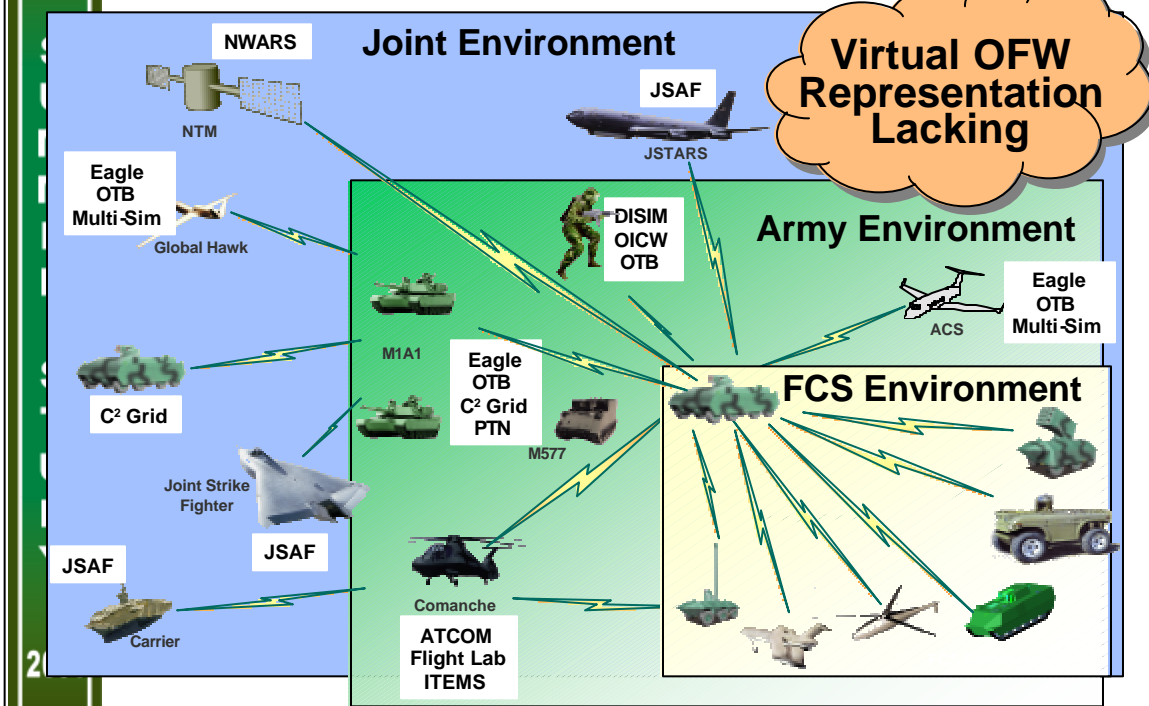 NWARS
Joint Environment
Virtual OFW
Representation
Lacking
JSAF
NTM
JSTARS
Eagle
OTB
Multi-Sim
Global Hawk
DISIM
OICW
OTB
Army Environment
Eagle
OTB
Multi-Sim
ACS
M1A1
Eagle
OTB
C² Grid
PTN
M577
FCS Environment
C² Grid
Joint Strike
Fighter
JSAF
JSAF
Carrier
Comanche
ATCOM
Flight Lab
ITEMS